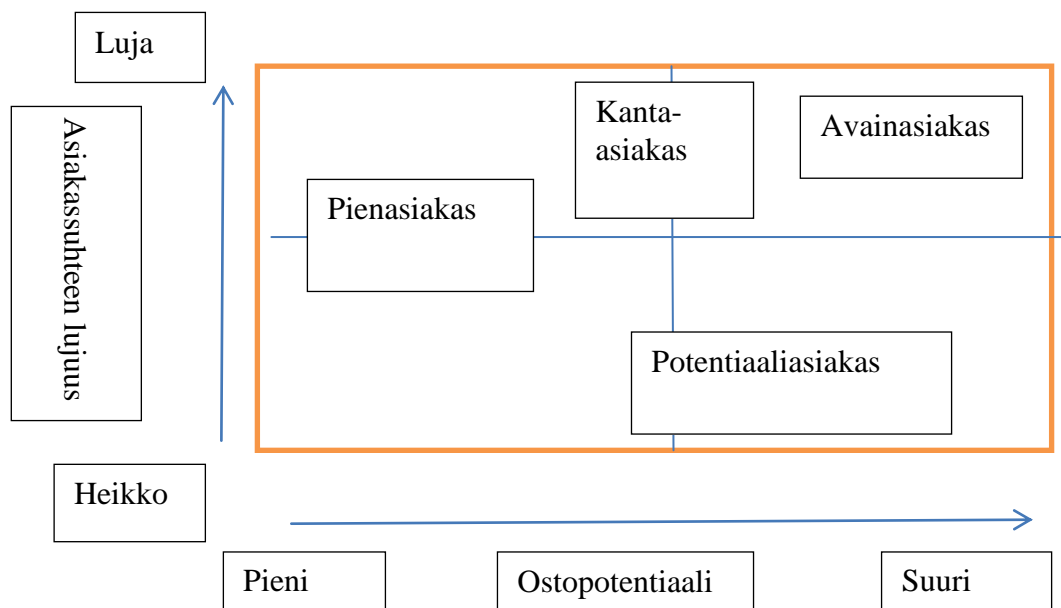 Luja
Asiakassuhteen lujuus
Kanta-
asiakas
Avainasiakas
Pienasiakas
Potentiaaliasiakas
Heikko
Pieni
Ostopotentiaali
Suuri